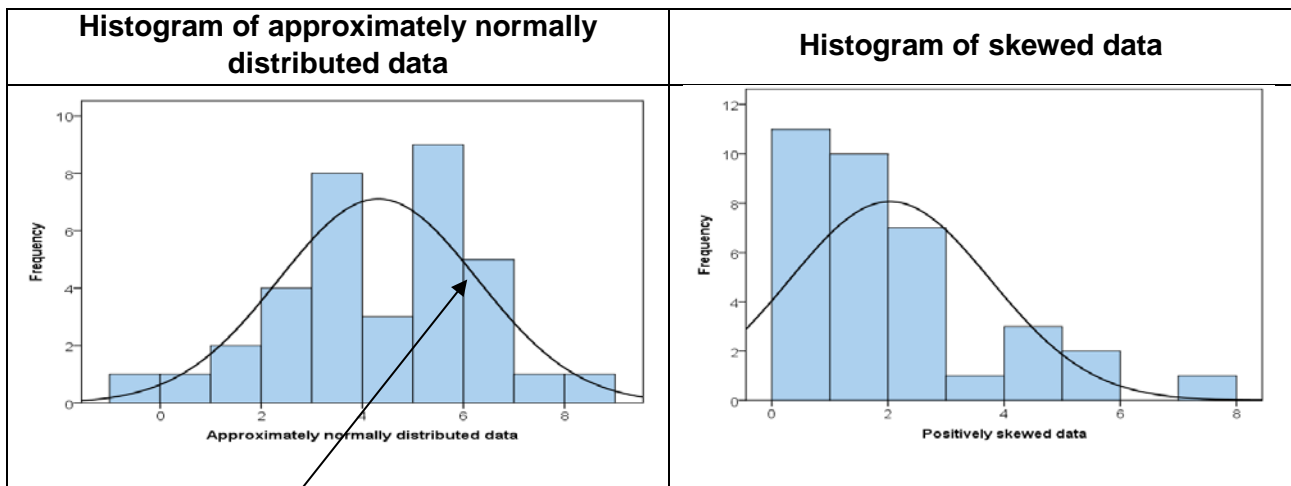 Histogram of approximately normally
distributed data
Histogram of skewed data
10
8
6
4
2
0
Frequency
0 2 4 6 8
Approximately normally distributed data
12
10
8
6
4
2
0
Frequency
0 2 4 6 8
Positively skewed data